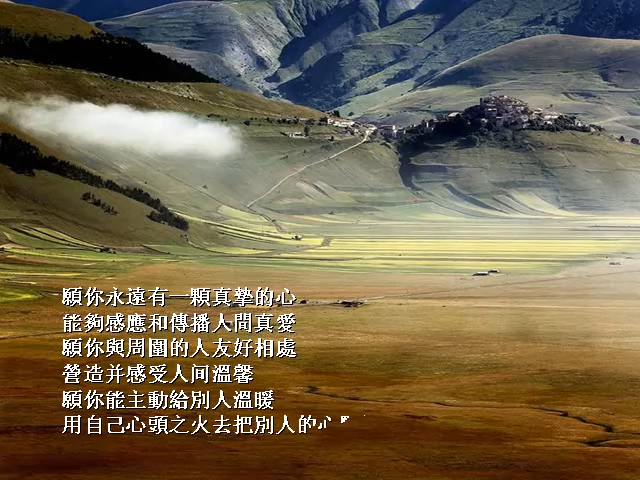 願你永遠有一顆真摯的心
能夠感應和傳播人間真愛
願你與周圍的人友好相處
營造并感受人间溫馨
願你能主動給別人溫暖
用自己心頭之火去把別人的心